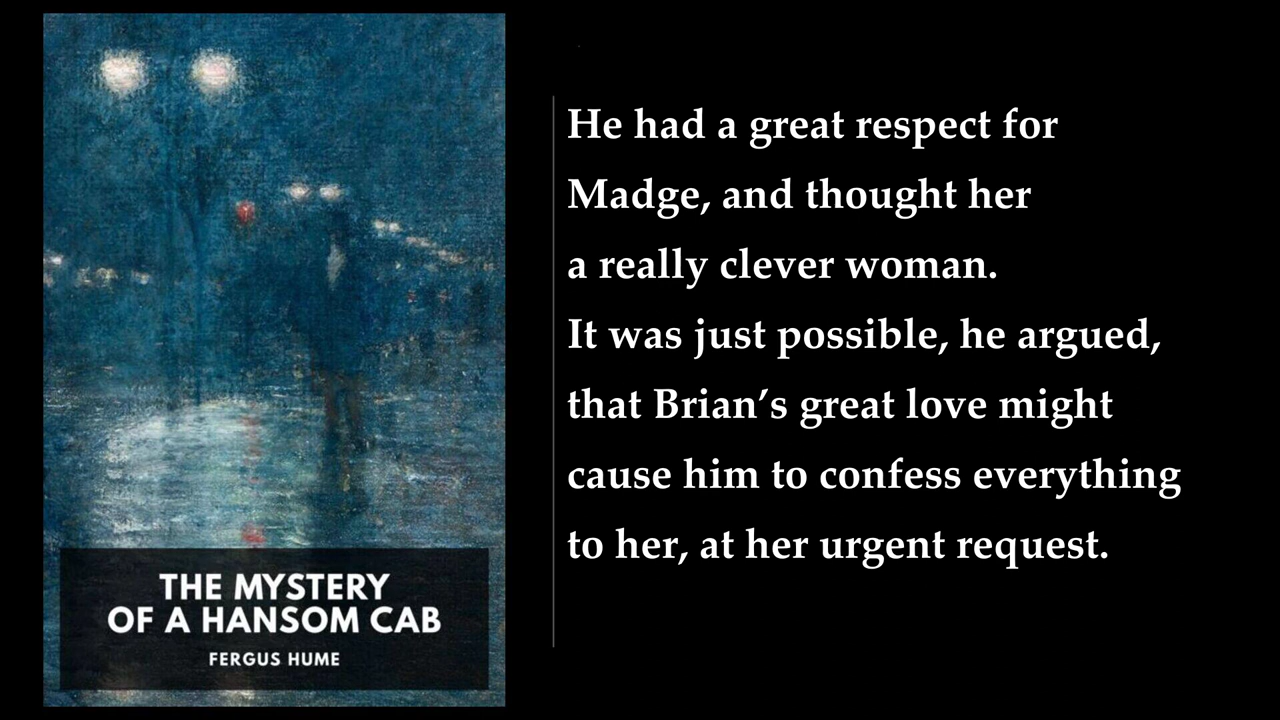 He had a great respect for
Madge, and thought her
a really clever woman.
It was just possible, he argued,
that Brian’s great love might
cause him to confess everything
to her, at her urgent request.
THE MYSTERY
OF A HANSOM CAB
FERGUS HUME